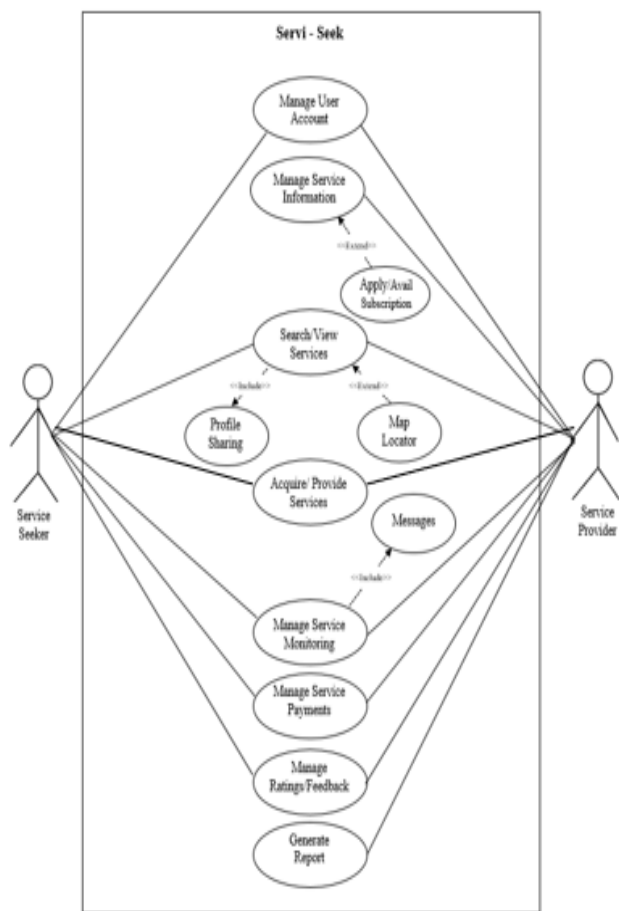 Servi - Seek
Manage User
Account
Manage Service
Information
<<Extend>>
Apply/Avail
Subscription
Search/View
Services
<<Include>>
<<Extend>>
Profile
Sharing
Map
Locator
Acquire/ Provide
Services
Messages
Service
Seeker
Service
Provider
<<Include>>
Manage Service
Monitoring
Manage Service
Payments
Manage
Ratings/Feedback
Generate
Report